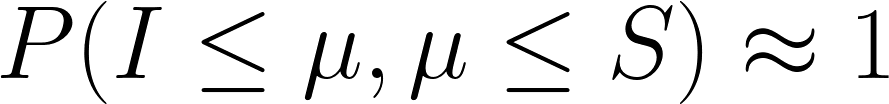 P(I ≤ μ, μ ≤ S) ≈ 1